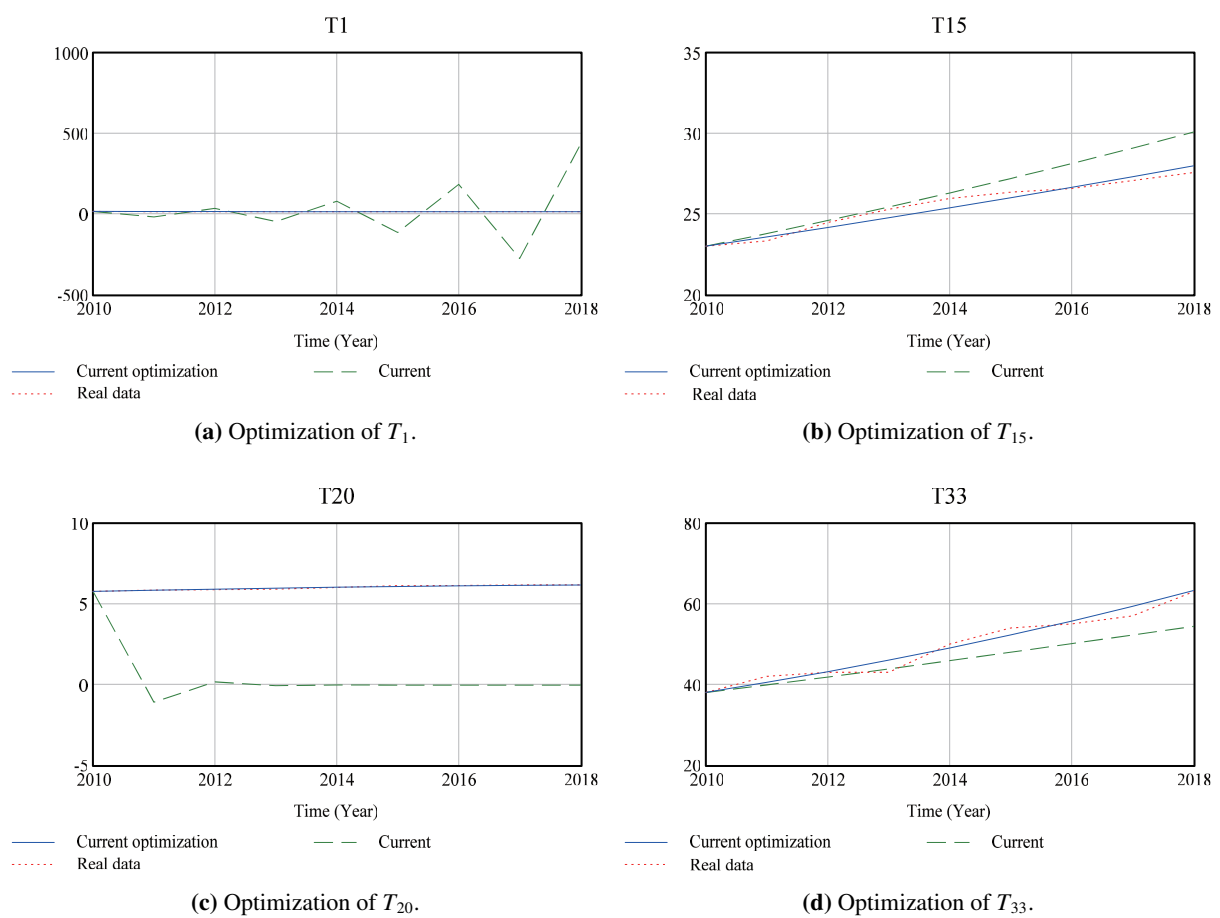 T1
1000
500
0
-500
2010 2012 2014 2016 2018
Time (Year)
Current optimization Current
Real data
(a) Optimization of T1.
T15
35
30
25
20
2010 2012 2014 2016 2018
Time (Year)
Current optimization Current
Real data
(b) Optimization of T15.
T20
10
5
0
-5
2010 2012 2014 2016 2018
Time (Year)
Current optimization Current
Real data
(c) Optimization of T20.
T33
80
60
40
20
2010 2012 2014 2016 2018
Time (Year)
Current optimization Current
Real data
(d) Optimization of T33.